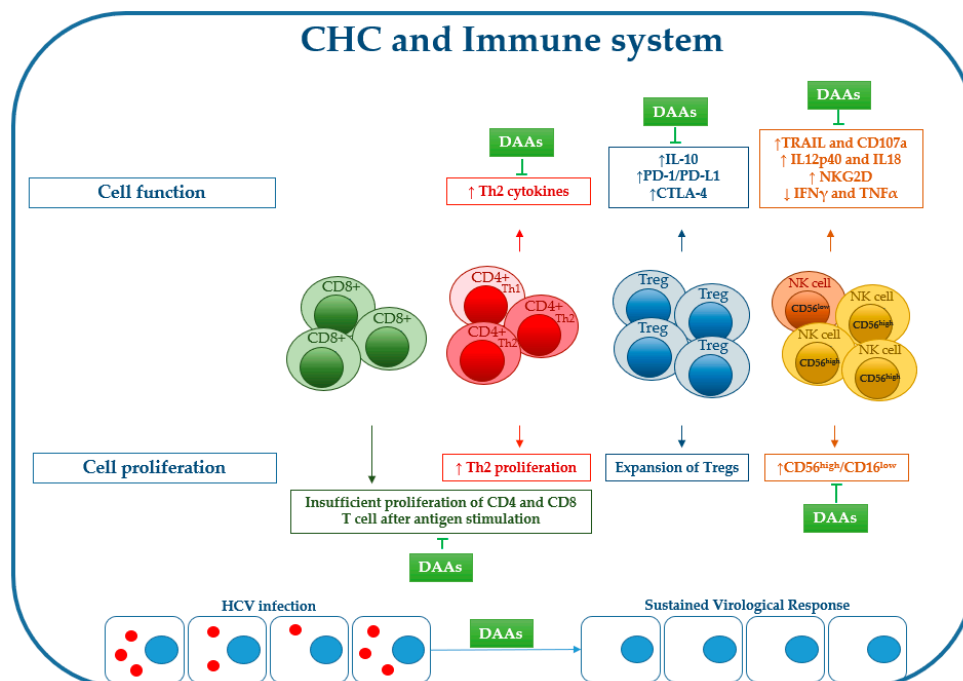 CHC and Immune system
DAAs
DAAs
DAAs
Cell function
↑ Th2 cytokines
↑IL-10
↑PD-1/PD-L1
↑CTLA-4
↑TRAIL and CD107a
↑ IL12p40 and IL18
↑ NKG2D
↓ IFNγ and TNFα
CD8+
CD8+
CD8+
CD4+
Th1
CD4+
Th2
CD4+
Th2
Treg
Treg
Treg
Treg
NK cell
CD56low
NK cell
CD56high
NK cell
CD56high
NK cell
CD56high
Cell proliferation
↑ Th2 proliferation
Expansion of Tregs
↑CD56high/CD16low
Insufficient proliferation of CD4 and CD8
T cell after antigen stimulation
DAAs
DAAs
HCV infection
DAAs
Sustained Virological Response